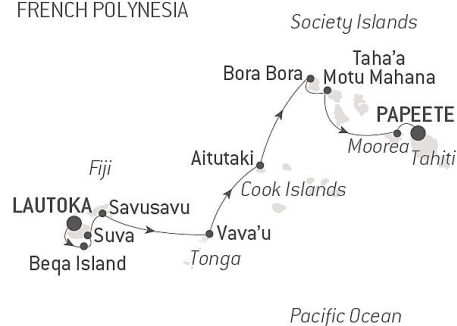 FRENCH POLYNESIA
Society Islands
Taha'a
Bora Bora
Motu Mahana
PAPEETE
Moorea
Tahiti
Aitutaki
Cook Islands
Fiji
LAUTOKA
Savusavu
Suva
Vava'u
Beqa Island
Tonga
Pacific Ocean